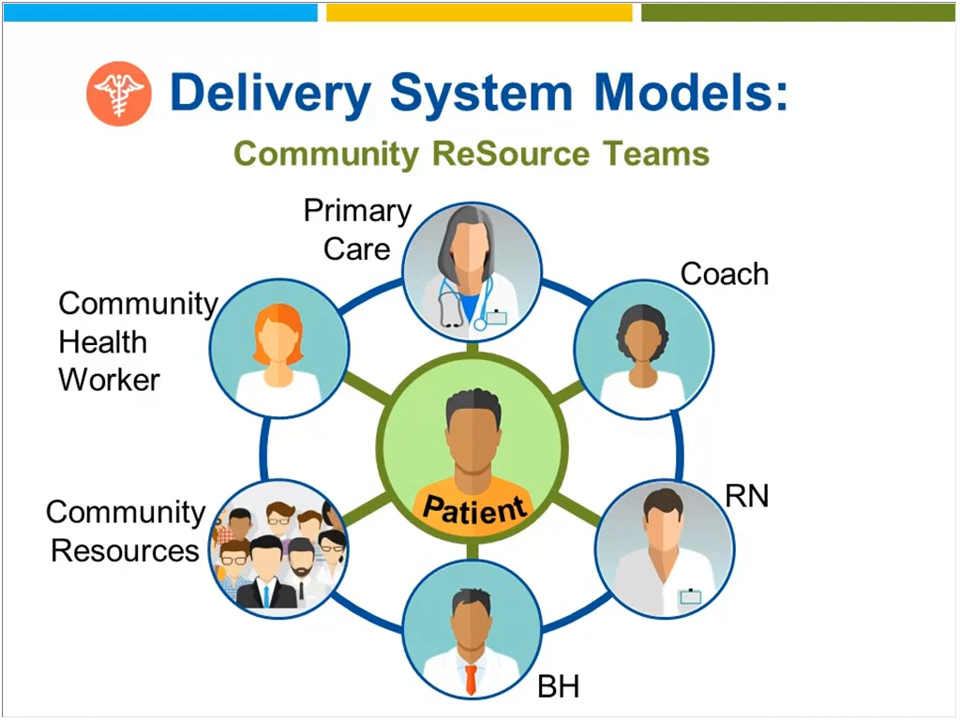 Delivery System Models:
Community ReSource Teams
Primary
Care
Coach
Community
Health
Worker
Patient
RN
Community
Resources
BH